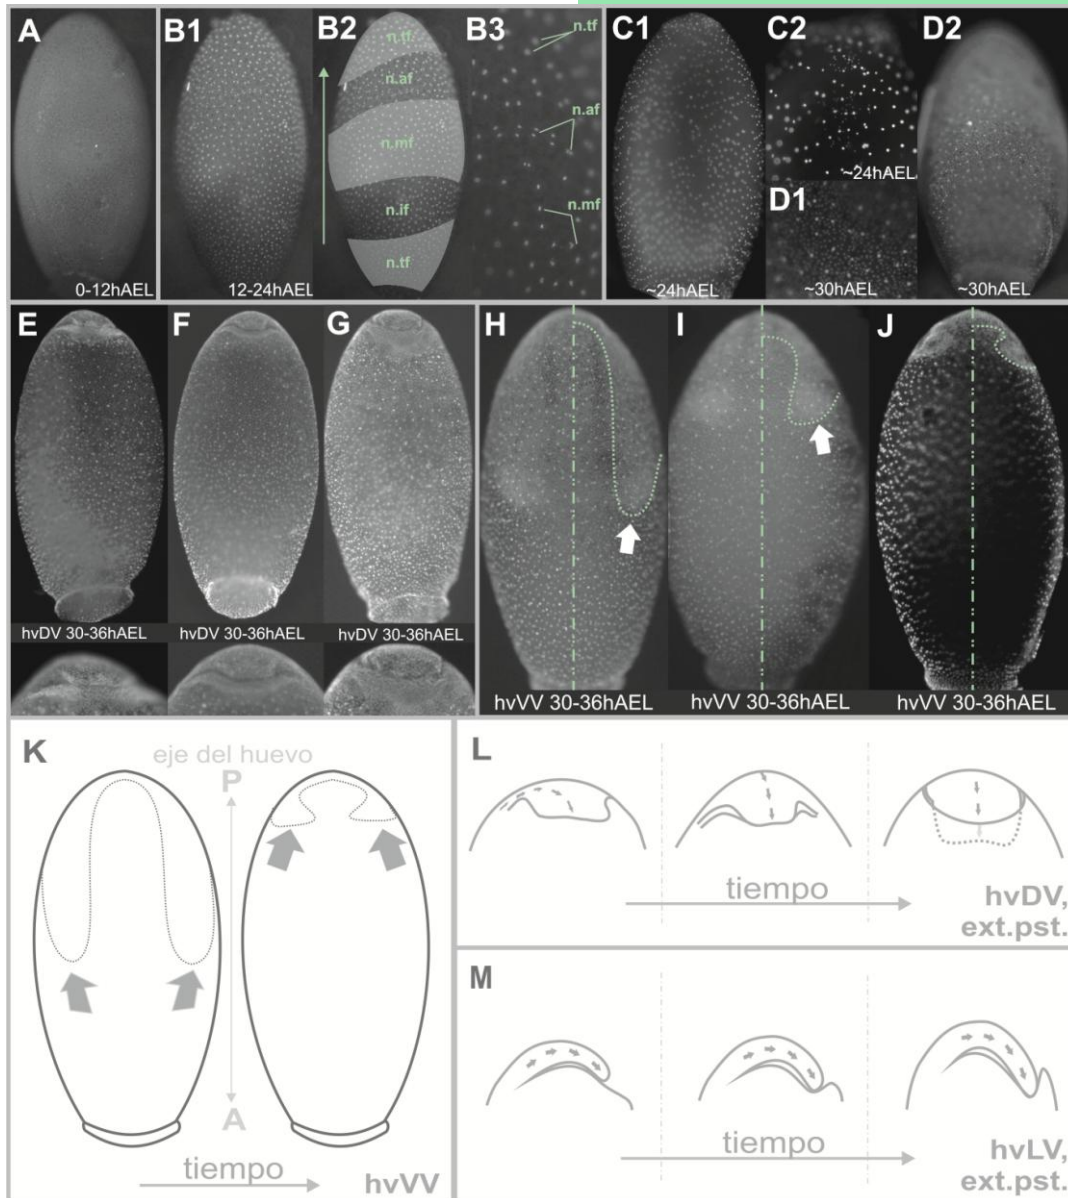 A
0-12hAEL
B1
12-24hAEL
B2
n.tf
n.af
n.mf
n.if
n.tf
B3
n.tf
n.af
n.mf
C1
~24hAEL
C2
~24hAEL
D1
~30hAEL
D2
~30hAEL
E
hvDV 30-36hAEL
F
hvDV 30-36hAEL
G
hvDV 30-36hAEL
H
hvVV 30-36hAEL
I
hvVV 30-36hAEL
J
hvVV 30-36hAEL
K
eje del huevo
P
A
tiempo
hvVV
L
tiempo
hvDV,
ext.pst.
M
tiempo
hvLV,
ext.pst.